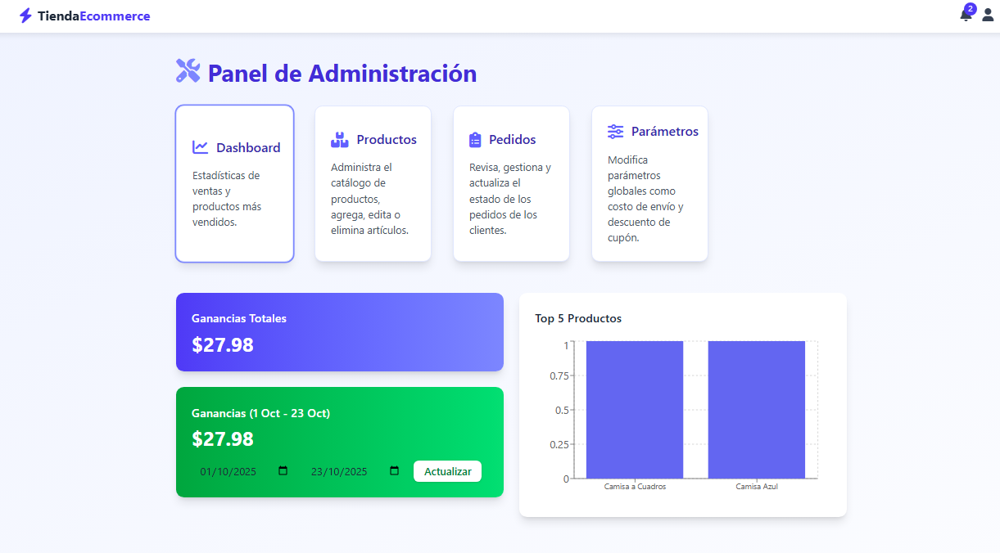 TiendaEcommerce
2
Panel de Administración
Dashboard
Estadísticas de
ventas y
productos más
vendidos.
Productos
Administra el
catálogo de
productos,
agrega, edita o
elimina artículos.
Pedidos
Revisa, gestiona y
actualiza el
estado de los
pedidos de los
clientes.
Parámetros
Modifica
parámetros
globales como
costo de envío y
descuento de
cupón.
Ganancias Totales
$27.98
Ganancias (1 Oct - 23 Oct)
$27.98
01/10/2025 23/10/2025 Actualizar
Top 5 Productos
1
0.75
0.5
0.25
0
Camisa a Cuadros Camisa Azul